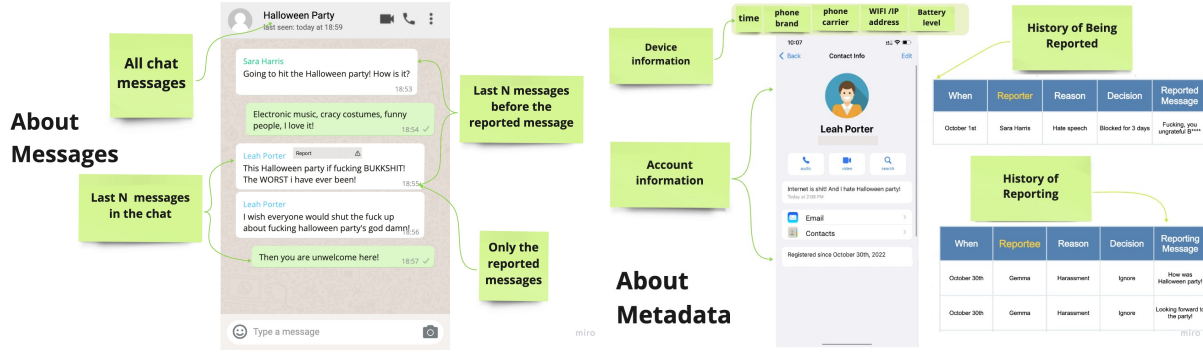 About
Messages
All chat
messages
Last N messages
in the chat
Halloween Party
last seen: today at 18:59
Sara Harris
Going to hit the Halloween party! How is it?
18:53
Electronic music, cracy costumes, funny
people, I love it!
18:54
Leah Porter
Report
This Halloween party if fucking BUKKSHIT!
The WORST i have ever been!
18:55
Leah Porter
I wish everyone would shut the fuck up
about fucking halloween party's god damn!
18:56
Then you are unwelcome here!
18:57
Type a message
Last N messages
before the
reported message
Only the
reported
messages
miro
time
phone
brand
phone
carrier
WIFI /IP
address
Battery
level
Device
information
Account
information
About
Metadata
10:07
Back
Contact Info
Edit
Leah Porter
audio
video
search
Internet is shit! And I hate Halloween party!
Today at 2:08 PM
Email
Contacts
Registered since October 30th, 2022
History of Being
Reported
When Reporter Reason Decision Reported
Message
October 1st Sara Harris Hate speech Blocked for 3 days Fucking, you
ungrateful B****
History of
Reporting
When Reportee Reason Decision Reporting
Message
October 30th Gemma Harassment Ignore How was
Halloween party!
October 30th Gemma Harassment Ignore Looking forward to
the party!
miro